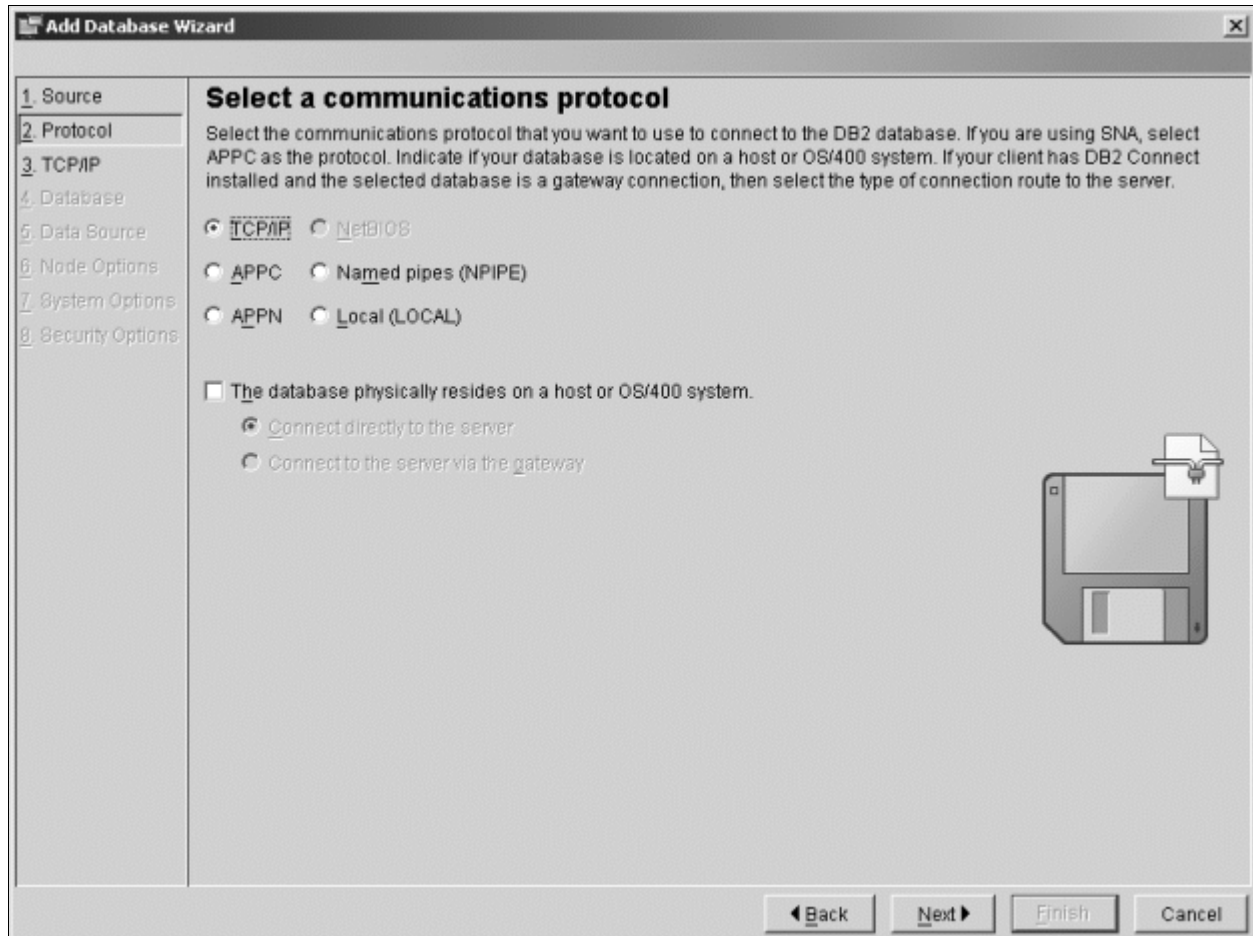 Add Database Wizard
1. Source
2. Protocol
3. TCP/IP
4. Database
5. Data Source
6. Node Options
7. System Options
8. Security Options
Select a communications protocol
Select the communications protocol that you want to use to connect to the DB2 database. If you are using SNA, select
APPC as the protocol. Indicate if your database is located on a host or OS/400 system. If your client has DB2 Connect
installed and the selected database is a gateway connection, then select the type of connection route to the server.
TCP/IP NetBIOS
APPC Named pipes (NPIPE)
APPN Local (LOCAL)
The database physically resides on a host or OS/400 system.
Connect directly to the server
Connect to the server via the gateway
Back Next Finish Cancel